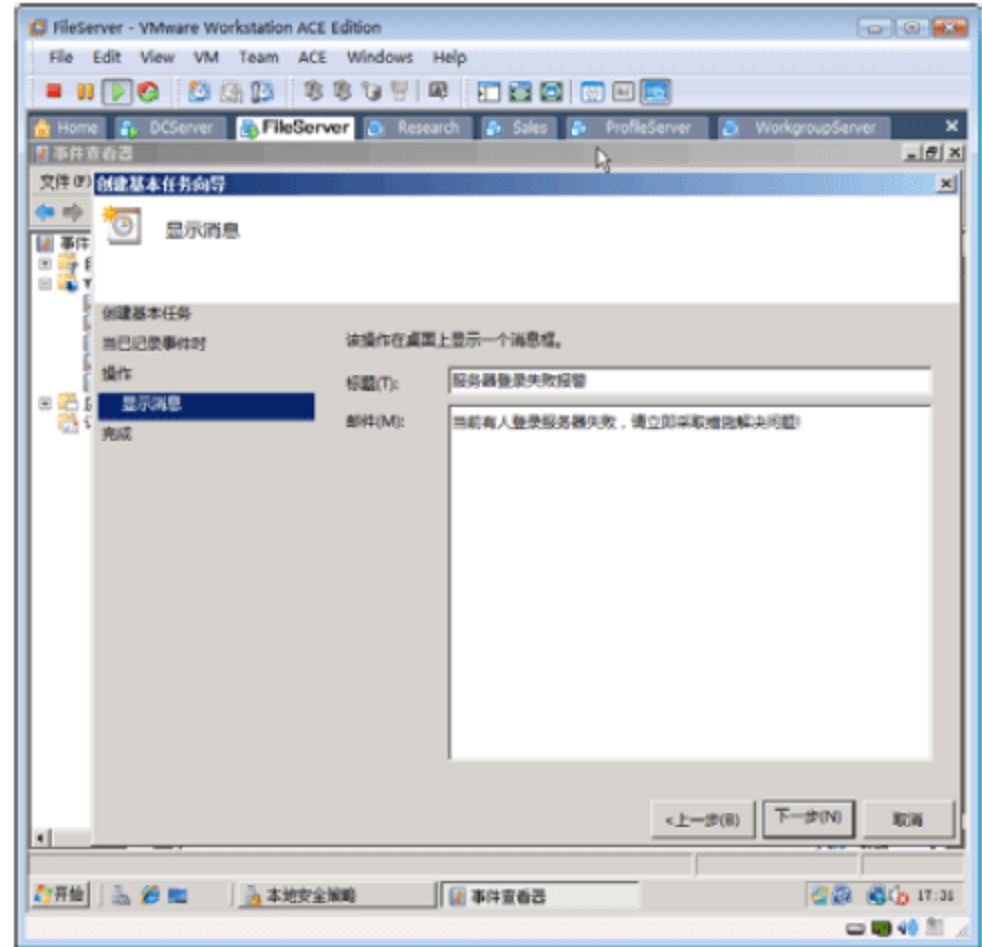 FileServer - VMware Workstation ACE Edition
File Edit View VM Team ACE Windows Help
Home DCServer FileServer Research Sales ProfileServer WorkgroupServer
事件查看器
文件(F)
创建基本任务向导
显示消息
事件
创建基本任务
当已记录事件时
操作
显示消息
完成
该操作在桌面上显示一个消息框。
标题(T):
服务器登录失败报警
邮件(M):
当前有人登录服务器失败，请立即采取措施解决问题!
<上一步(B) 下一步(N) 取消
开始 本地安全策略 事件查看器 17:31